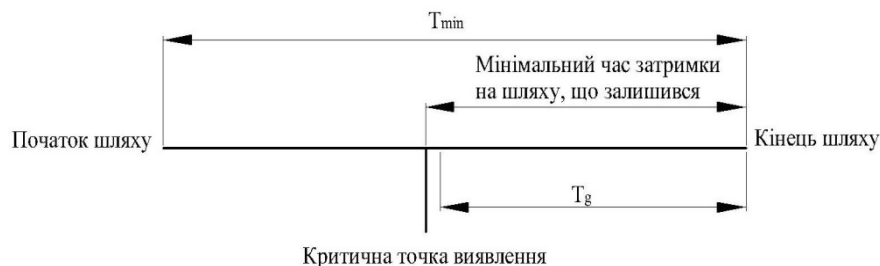 Tmin
Мінімальний час затримки
на шляху, що залишився
Початок шляху
Кінець шляху
Tg
Критична точка виявлення